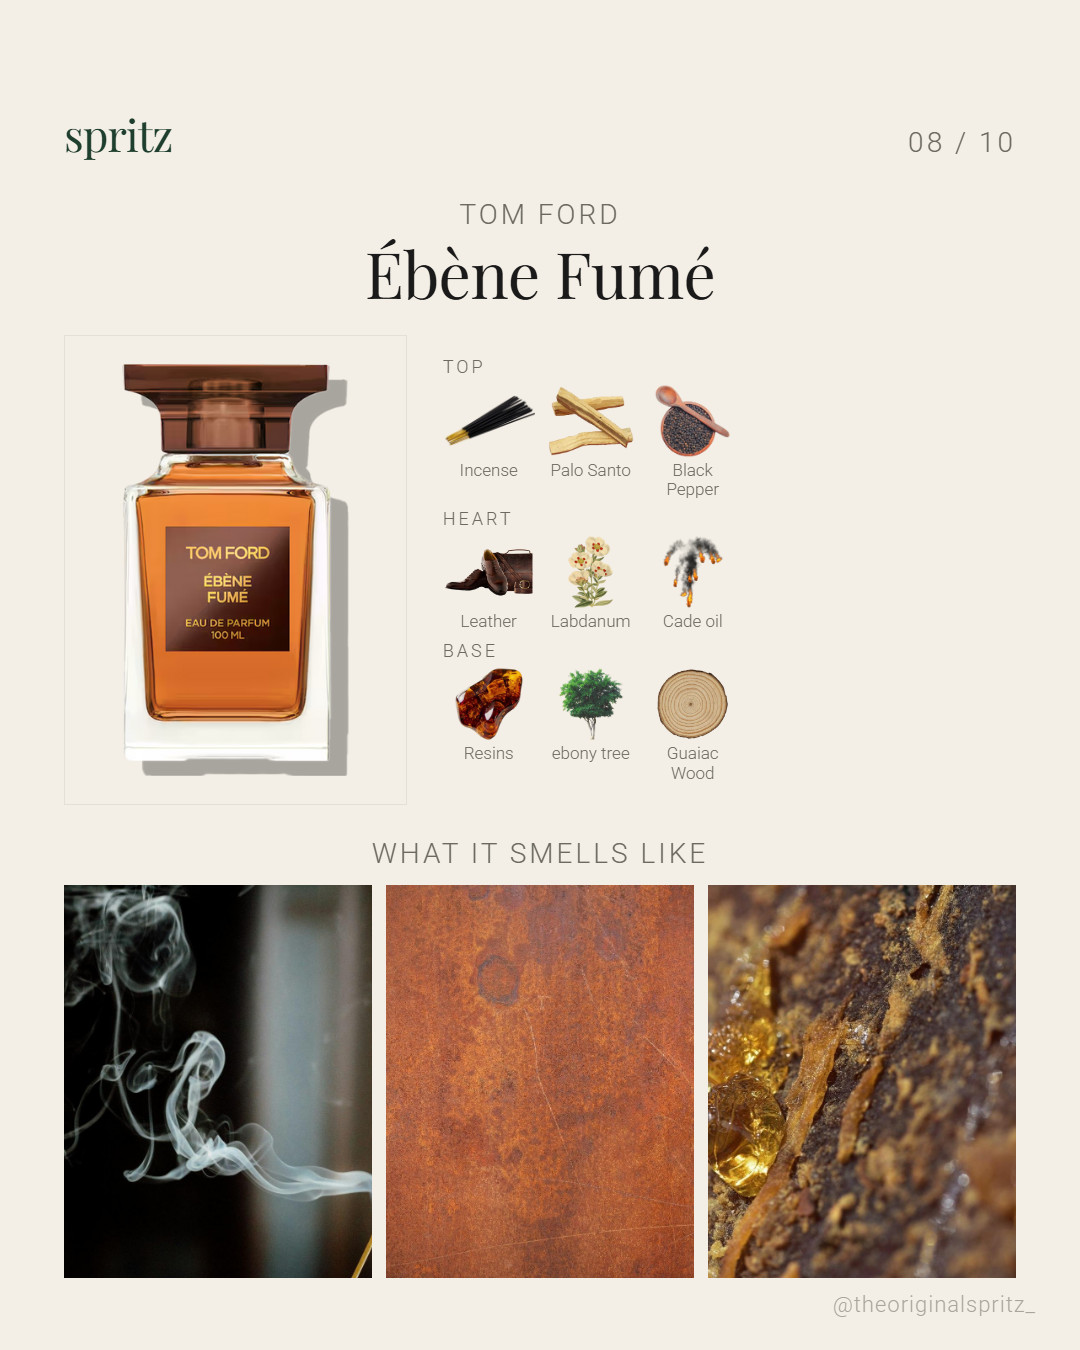 spritz
08 / 10
TOM FORD
Ébène Fumé
TOM FORD
ÉBÈNE
FUMÉ
EAU DE PARFUM
100 ML
TOP
Incense
Palo Santo
Black
Pepper
HEART
Leather
Labdanum
Cade oil
BASE
Resins
ebony tree
Guaiac
Wood
WHAT IT SMELLS LIKE
@theoriginalspritz_